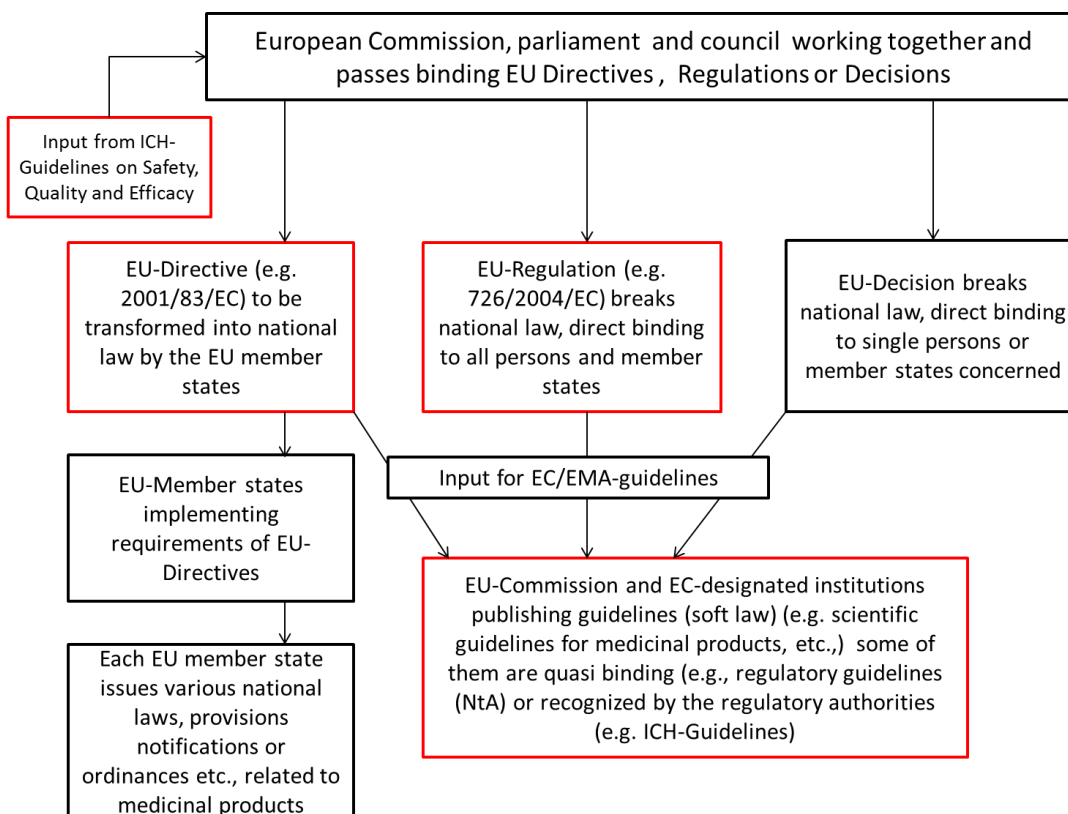 European Commission, parliament and council working together and
passes binding EU Directives , Regulations or Decisions
Input from ICH-
Guidelines on Safety,
Quality and Efficacy
EU-Directive (e.g.
2001/83/EC) to be
transformed into national
law by the EU member
states
EU-Regulation (e.g.
726/2004/EC) breaks
national law, direct binding
to all persons and member
states
EU-Decision breaks
national law, direct binding
to single persons or
member states concerned
Input for EC/EMA-guidelines
EU-Member states
implementing
requirements of EU-
Directives
EU-Commission and EC-designated institutions
publishing guidelines (soft law) (e.g. scientific
guidelines for medicinal products, etc.,) some of
them are quasi binding (e.g., regulatory guidelines
(NtA) or recognized by the regulatory authorities
(e.g. ICH-Guidelines)
Each EU member state
issues various national
laws, provisions
notifications or
ordinances etc., related to
medicinal products